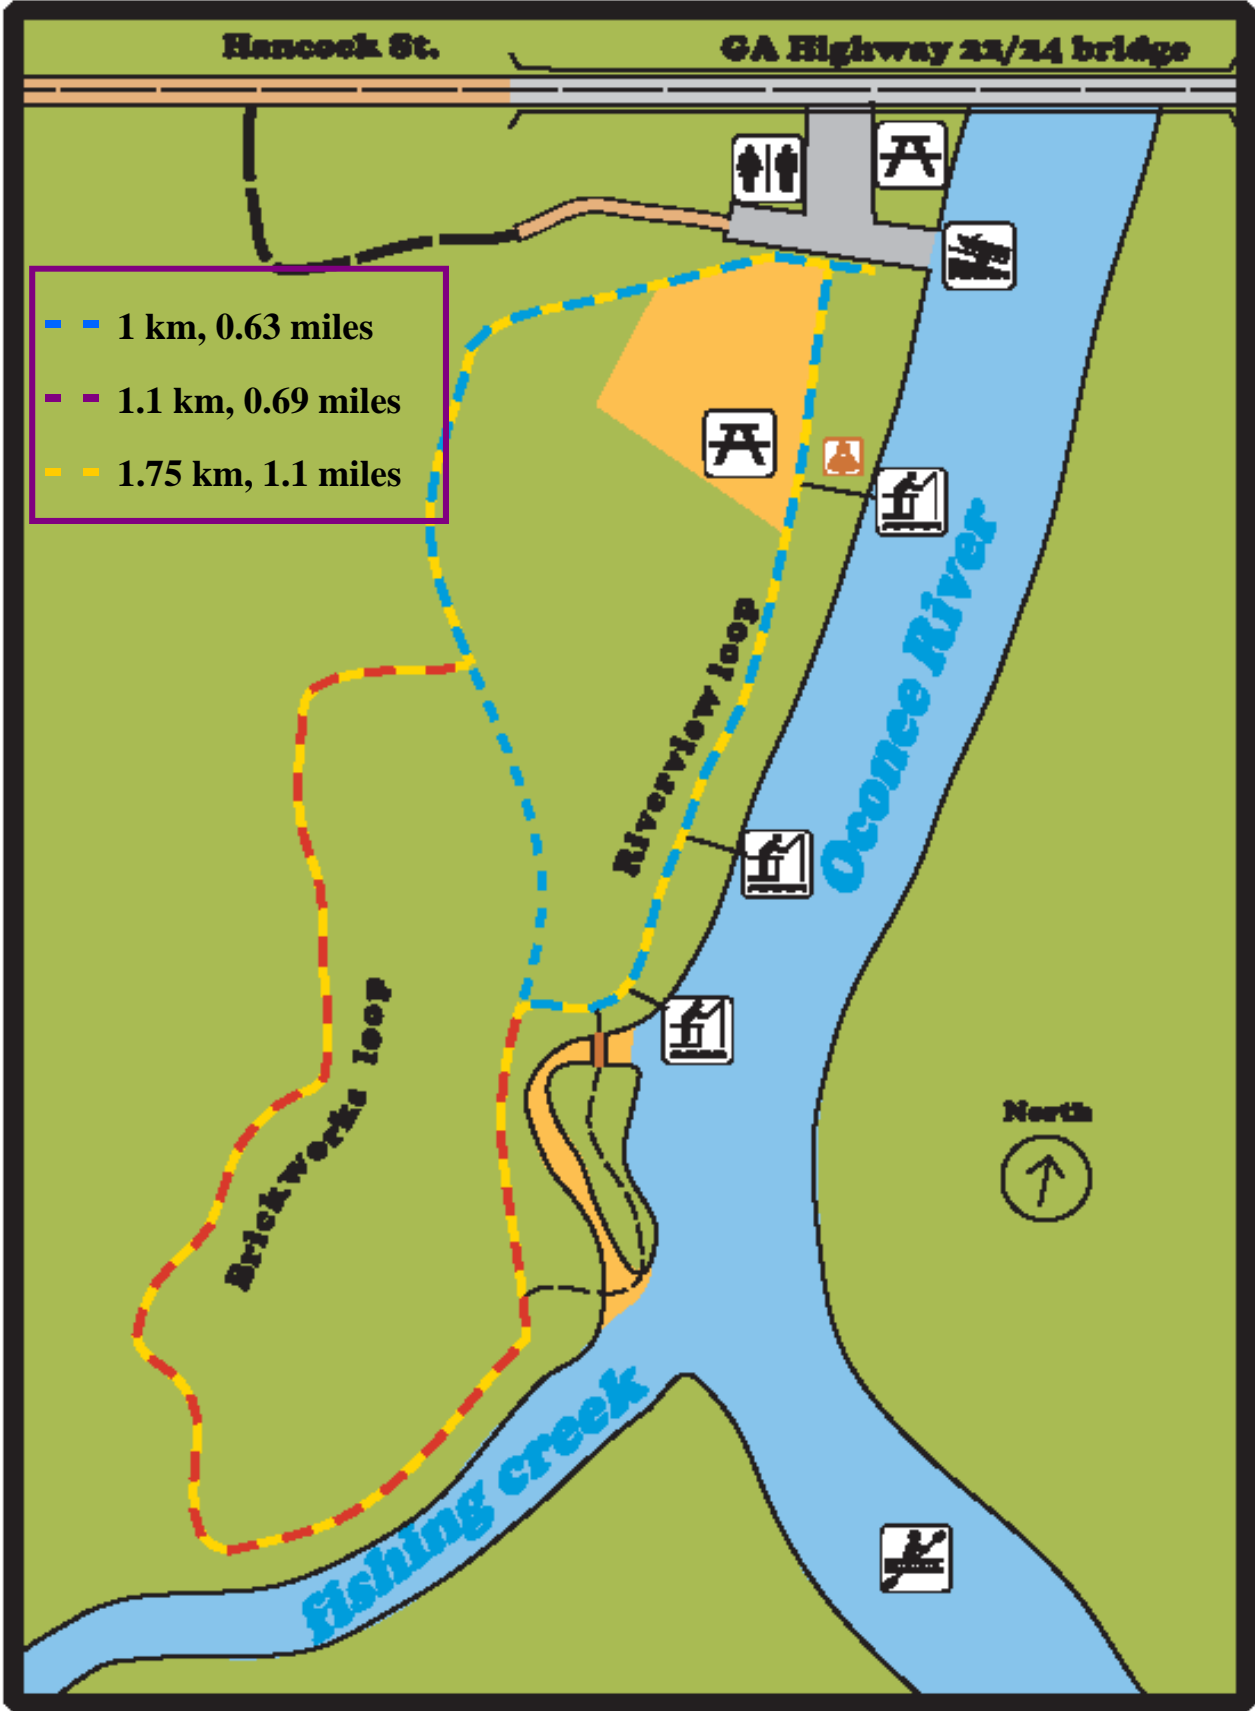 Hancock St.
GA Highway 22/24 bridge
1 km, 0.63 miles
1.1 km, 0.69 miles
1.75 km, 1.1 miles
Riverview loop
Oconee River
Brickworks loop
North
fishing creek